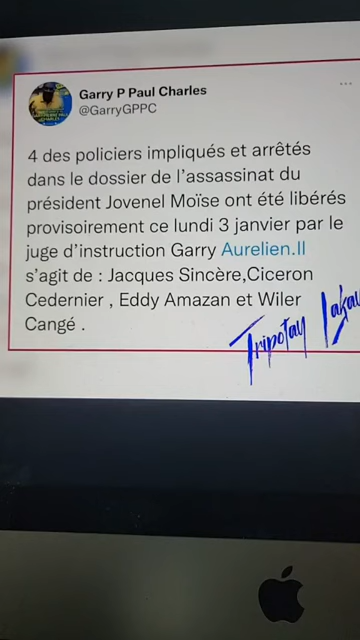 Garry P Paul Charles
@GarryGPPC
4 des policiers impliqués et arrêtés
dans le dossier de l'assassinat du
président Jovenel Moïse ont été libérés
provisoirement ce lundi 3 janvier par le
juge d'instruction Garry Aurelien.Il
s'agit de : Jacques Sincère,Ciceron
Cedernier , Eddy Amazan et Wiler
Cangé .
Tripotay